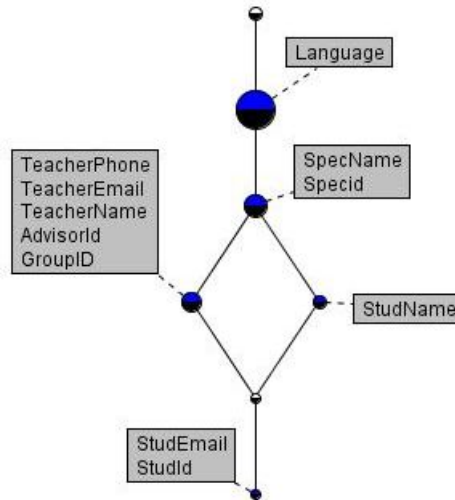 Language
SpecName
Specid
TeacherPhone
TeacherEmail
TeacherName
AdvisorId
GroupID
StudName
StudEmail
StudId